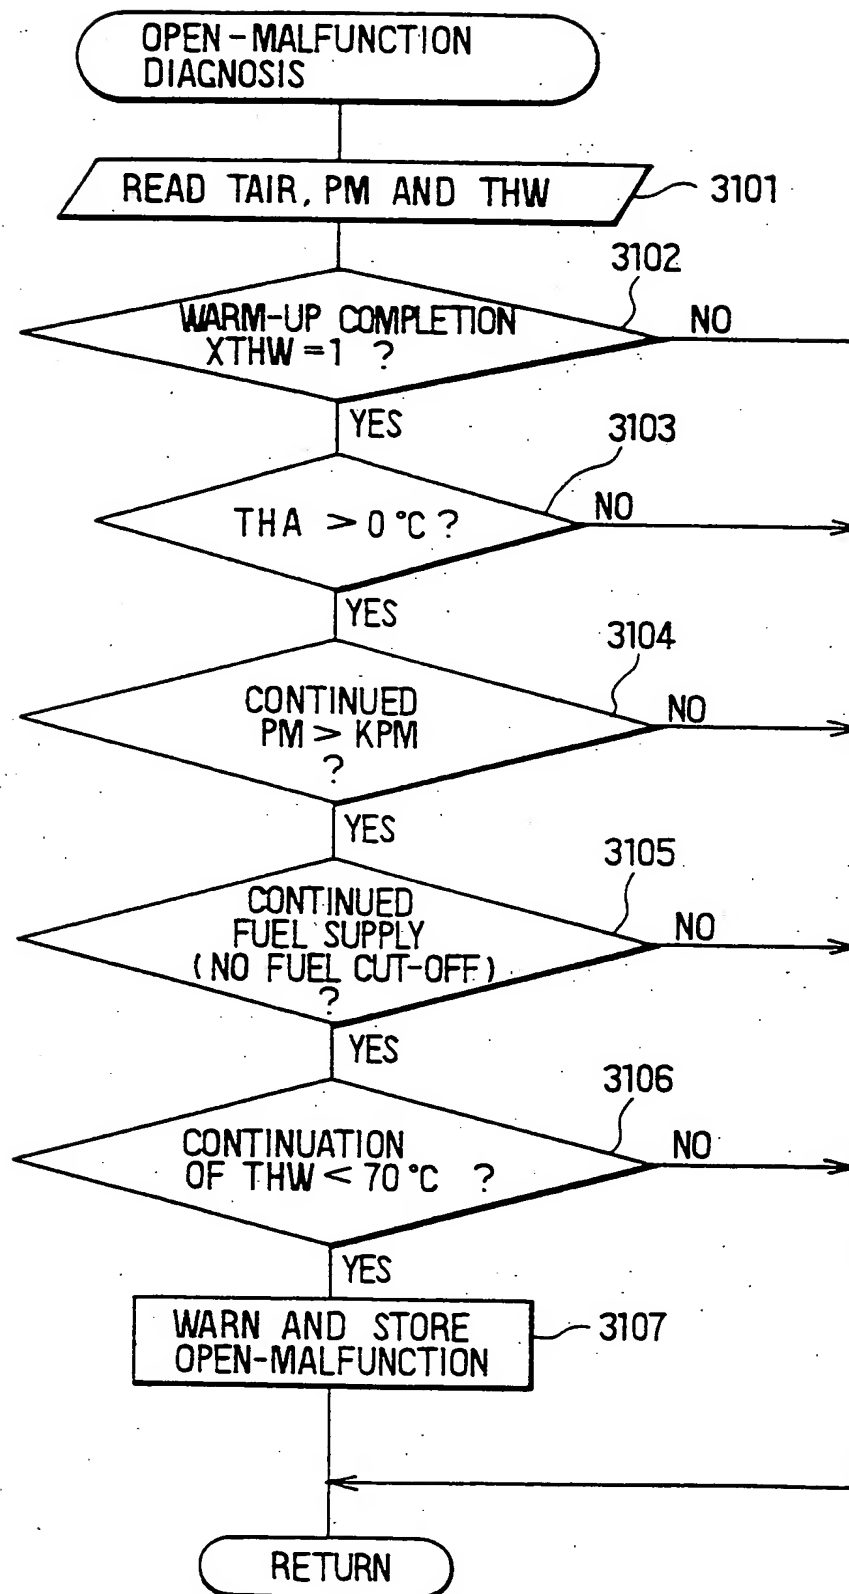 OPEN-MALFUNCTION
DIAGNOSIS
READ TAIR, PM AND THW
3101
3102
WARM-UP COMPLETION
XTHW=1 ?
NO
YES
3103
THA > 0°C ?
NO
YES
3104
CONTINUED
PM > KPM
?
NO
YES
3105
CONTINUED
FUEL SUPPLY
(NO FUEL CUT-OFF)
?
NO
YES
3106
CONTINUATION
OF THW < 70°C ?
NO
YES
WARN AND STORE
OPEN-MALFUNCTION
3107
RETURN